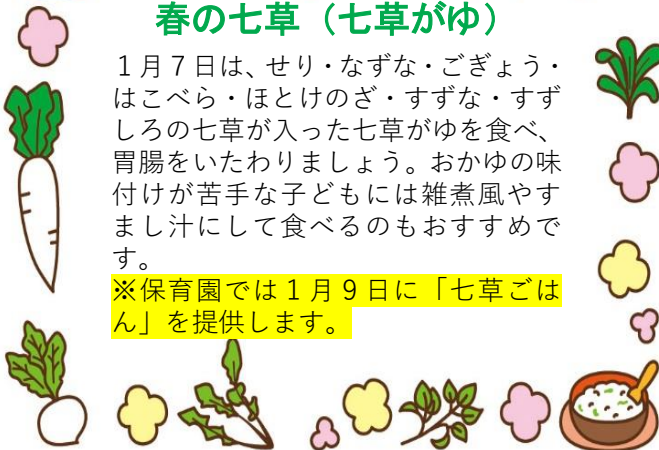 春の七草（七草がゆ）
１月７日は、せり・なずな・ごぎょう・
はこべら・ほとけのざ・すずな・すず
しろの七草が入った七草がゆを食べ、
胃腸をいたわりましょう。おかゆの味
付けが苦手な子どもには雑煮風やす
まし汁にして食べるのもおすすめで
す。
※保育園では１月９日に「七草ごは
ん」を提供します。